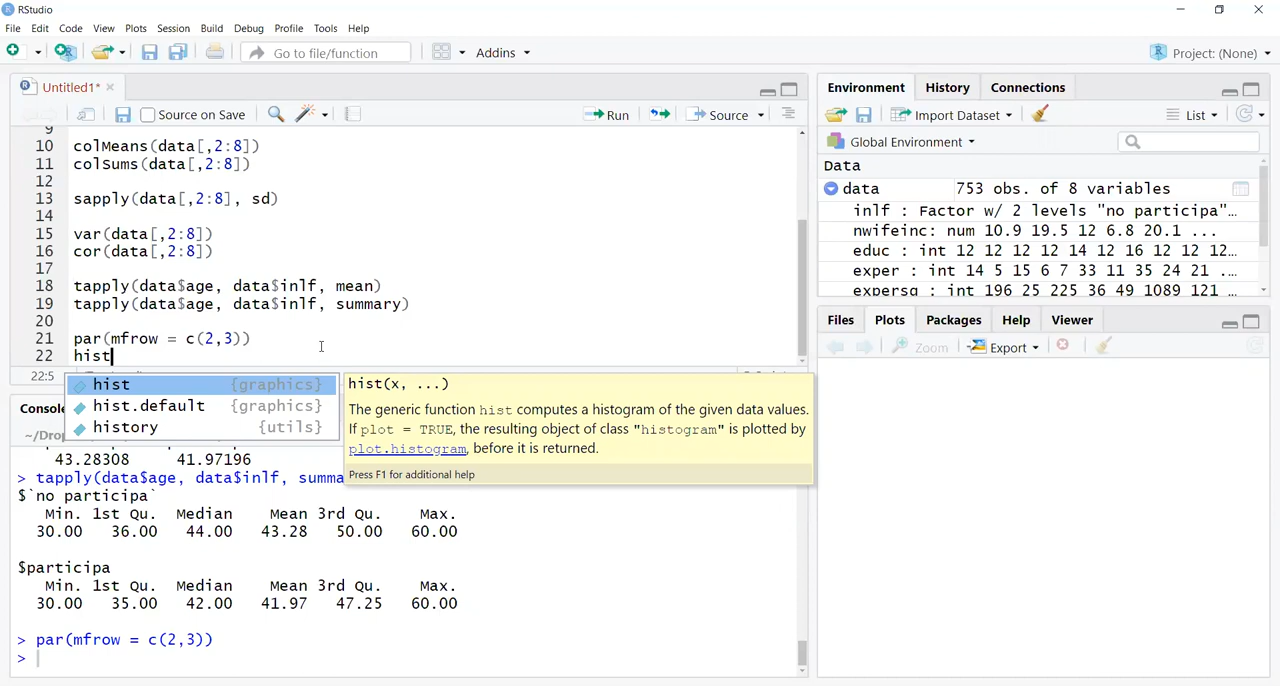 RStudio
File Edit Code View Plots Session Build Debug Profile Tools Help
Go to file/function Addins Project: (None)
Untitled1*
Source on Save Run Source
9
10 colMeans(data[,2:8])
11 colSums(data[,2:8])
12
13 sapply(data[,2:8], sd)
14
15 var(data[,2:8])
16 cor(data[,2:8])
17
18 tapply(data$age, data$inlf, mean)
19 tapply(data$age, data$inlf, summary)
20
21 par(mfrow = c(2,3))
22 hist
22:5
hist {graphics}
hist.default {graphics}
history {utils}
hist(x, ...)
The generic function hist computes a histogram of the given data values.
If plot = TRUE, the resulting object of class "histogram" is plotted by
plot.histogram, before it is returned.
Press F1 for additional help
Console
~/Drop
43.28308 41.97196
> tapply(data$age, data$inlf, summa
$`no participa`
Min. 1st Qu. Median Mean 3rd Qu. Max.
30.00 36.00 44.00 43.28 50.00 60.00
$participa
Min. 1st Qu. Median Mean 3rd Qu. Max.
30.00 35.00 42.00 41.97 47.25 60.00
> par(mfrow = c(2,3))
>
Environment History Connections
Import Dataset List
Global Environment
Data
data 753 obs. of 8 variables
inlf : Factor w/ 2 levels "no participa"…
nwifeinc: num 10.9 19.5 12 6.8 20.1 ...
educ : int 12 12 12 12 14 12 16 12 12 12…
exper : int 14 5 15 6 7 33 11 35 24 21 …
expersq : int 196 25 225 36 49 1089 121 …
Files Plots Packages Help Viewer
Zoom Export